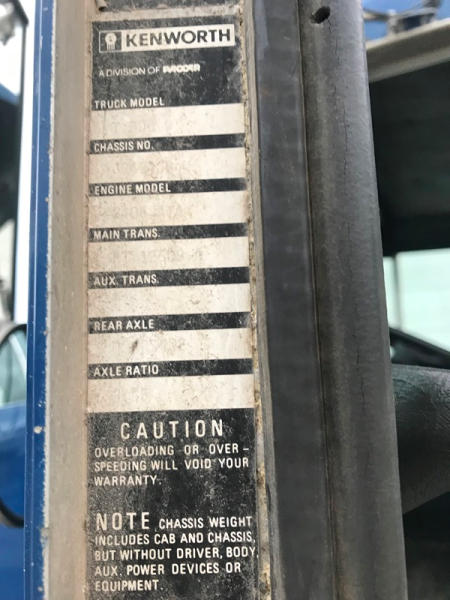 KENWORTH
A DIVISION OF PACCAR
TRUCK MODEL
CHASSIS NO.
ENGINE MODEL
MAIN TRANS.
AUX. TRANS.
REAR AXLE
AXLE RATIO
CAUTION
OVERLOADING OR OVER-
SPEEDING WILL VOID YOUR
WARRANTY.
NOTE CHASSIS WEIGHT
INCLUDES CAB AND CHASSIS,
BUT WITHOUT DRIVER, BODY,
AUX. POWER DEVICES OR
EQUIPMENT.